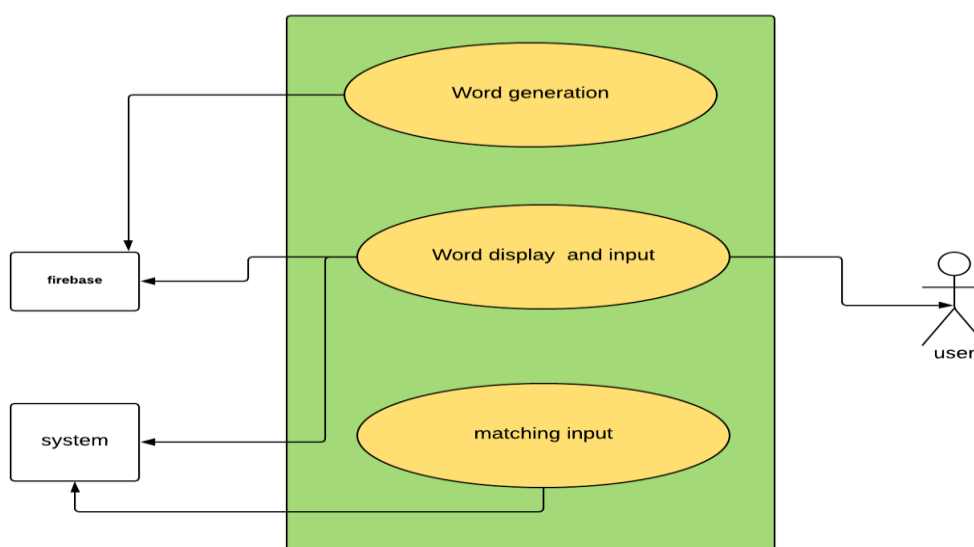 Word generation
firebase
Word display  and input
user
system
matching input